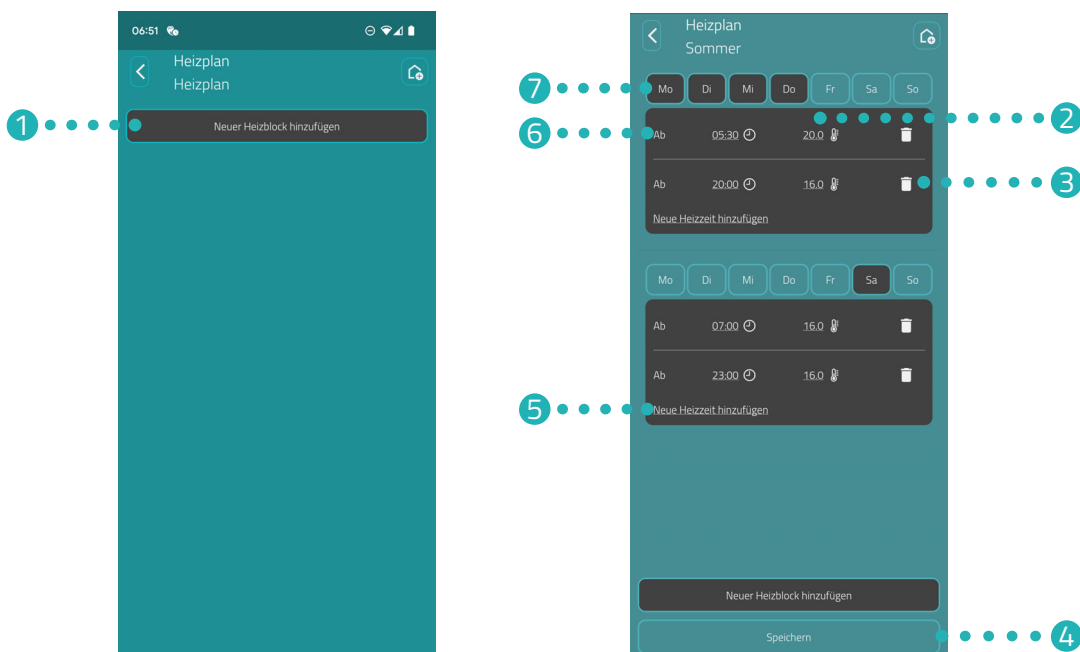 06:51
Heizplan
Heizplan
1
Neuer Heizblock hinzufügen
Heizplan
Sommer
7
Mo Di Mi Do Fr Sa So
2
6
Ab 05:30 20.0
3
Ab 20:00 16.0
Neue Heizzeit hinzufügen
Mo Di Mi Do Fr Sa So
Ab 07:00 16.0
Ab 23:00 16.0
5
Neue Heizzeit hinzufügen
Neuer Heizblock hinzufügen
Speichern
4